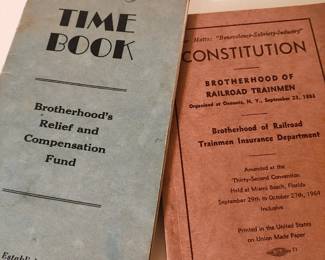 TIME
BOOK
Brotherhood's
Relief and
Compensation
Fund
Motto: "Benevolence-Sobriety-Industry"
CONSTITUTION
BROTHERHOOD OF
RAILROAD TRAINMEN
Organized at Oneonta, N. Y., September 23, 1883
Brotherhood of Railroad
Trainmen Insurance Department
Amended at the
Thirty-Second Convention
Held at Miami Beach, Florida
September 29th to October 27th, 1964
Inclusive
Printed in the United States
on Union Made Paper